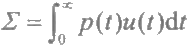 Σ = ∫₀^∞ p(t)u(t)dt